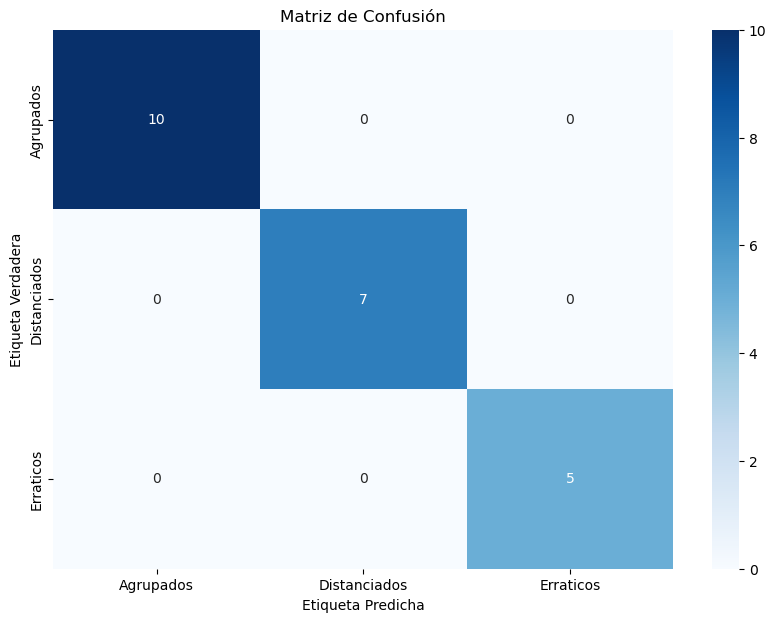 Matriz de Confusión
Etiqueta Verdadera
Agrupados
10 0 0
Distanciados
0 7 0
Erraticos
0 0 5
Agrupados Distanciados Erraticos
Etiqueta Predicha
10
8
6
4
2
0